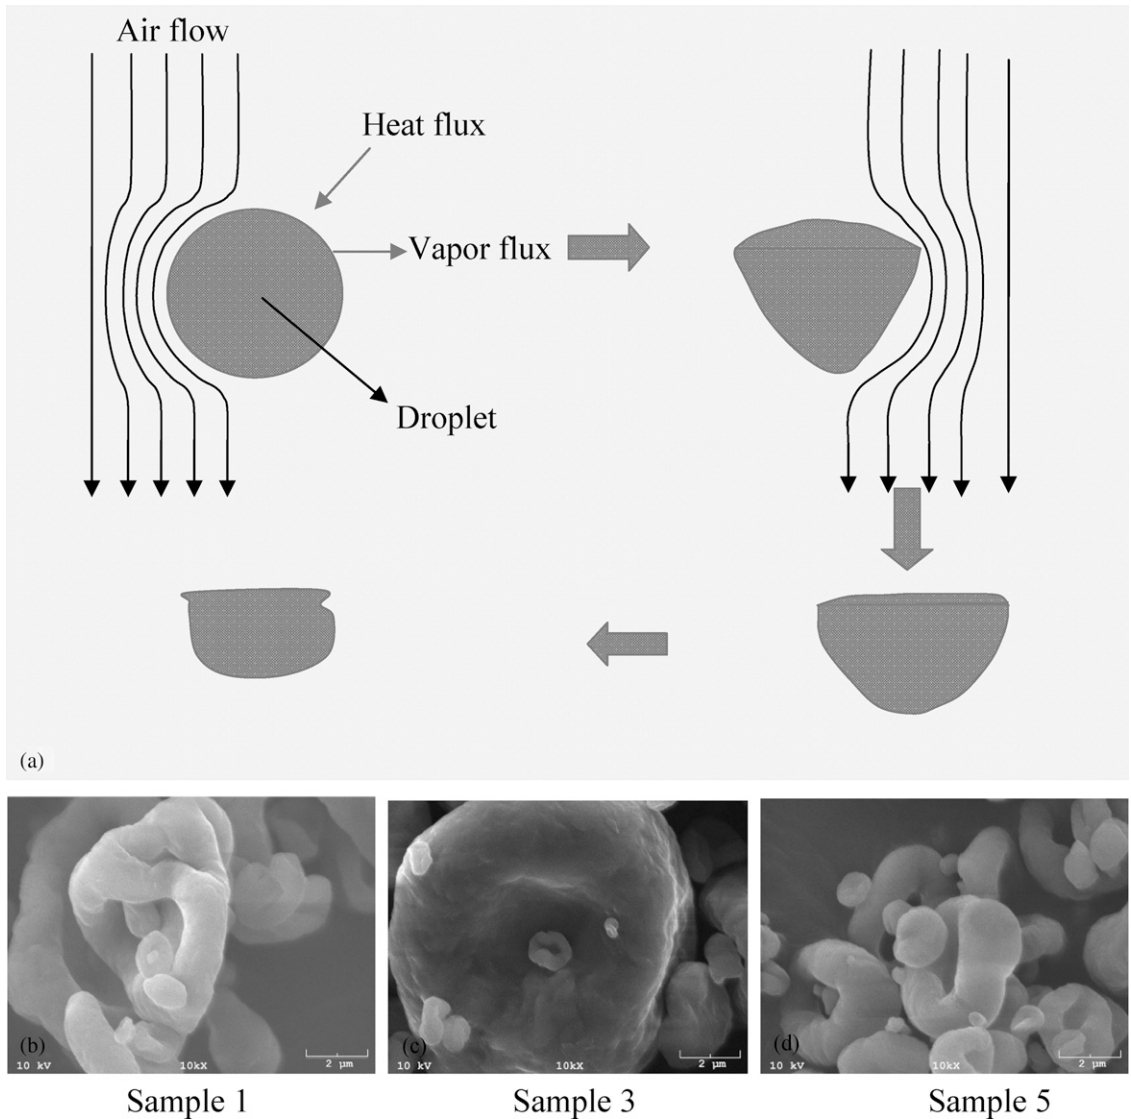 Air flow
Heat flux
Vapor flux
Droplet
(a)
(b)
10 kV
10kX
2 μm
(c)
10 kV
10kX
2 μm
(d)
10 kV
10kX
2 μm
Sample 1
Sample 3
Sample 5